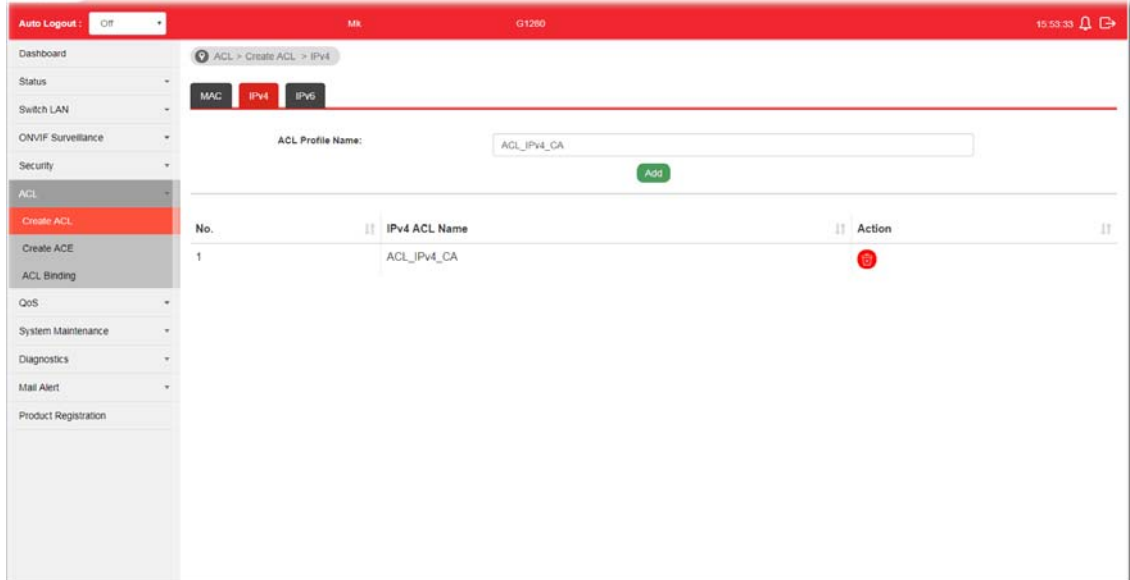 Auto Logout : Off Mk G1260 15:53:33
Dashboard
Status
Switch LAN
ONVIF Surveillance
Security
ACL
Create ACL
Create ACE
ACL Binding
QoS
System Maintenance
Diagnostics
Mail Alert
Product Registration
ACL > Create ACL > IPv4
MAC IPv4 IPv6
ACL Profile Name: ACL_IPv4_CA
Add
No. IPv4 ACL Name Action
1 ACL_IPv4_CA